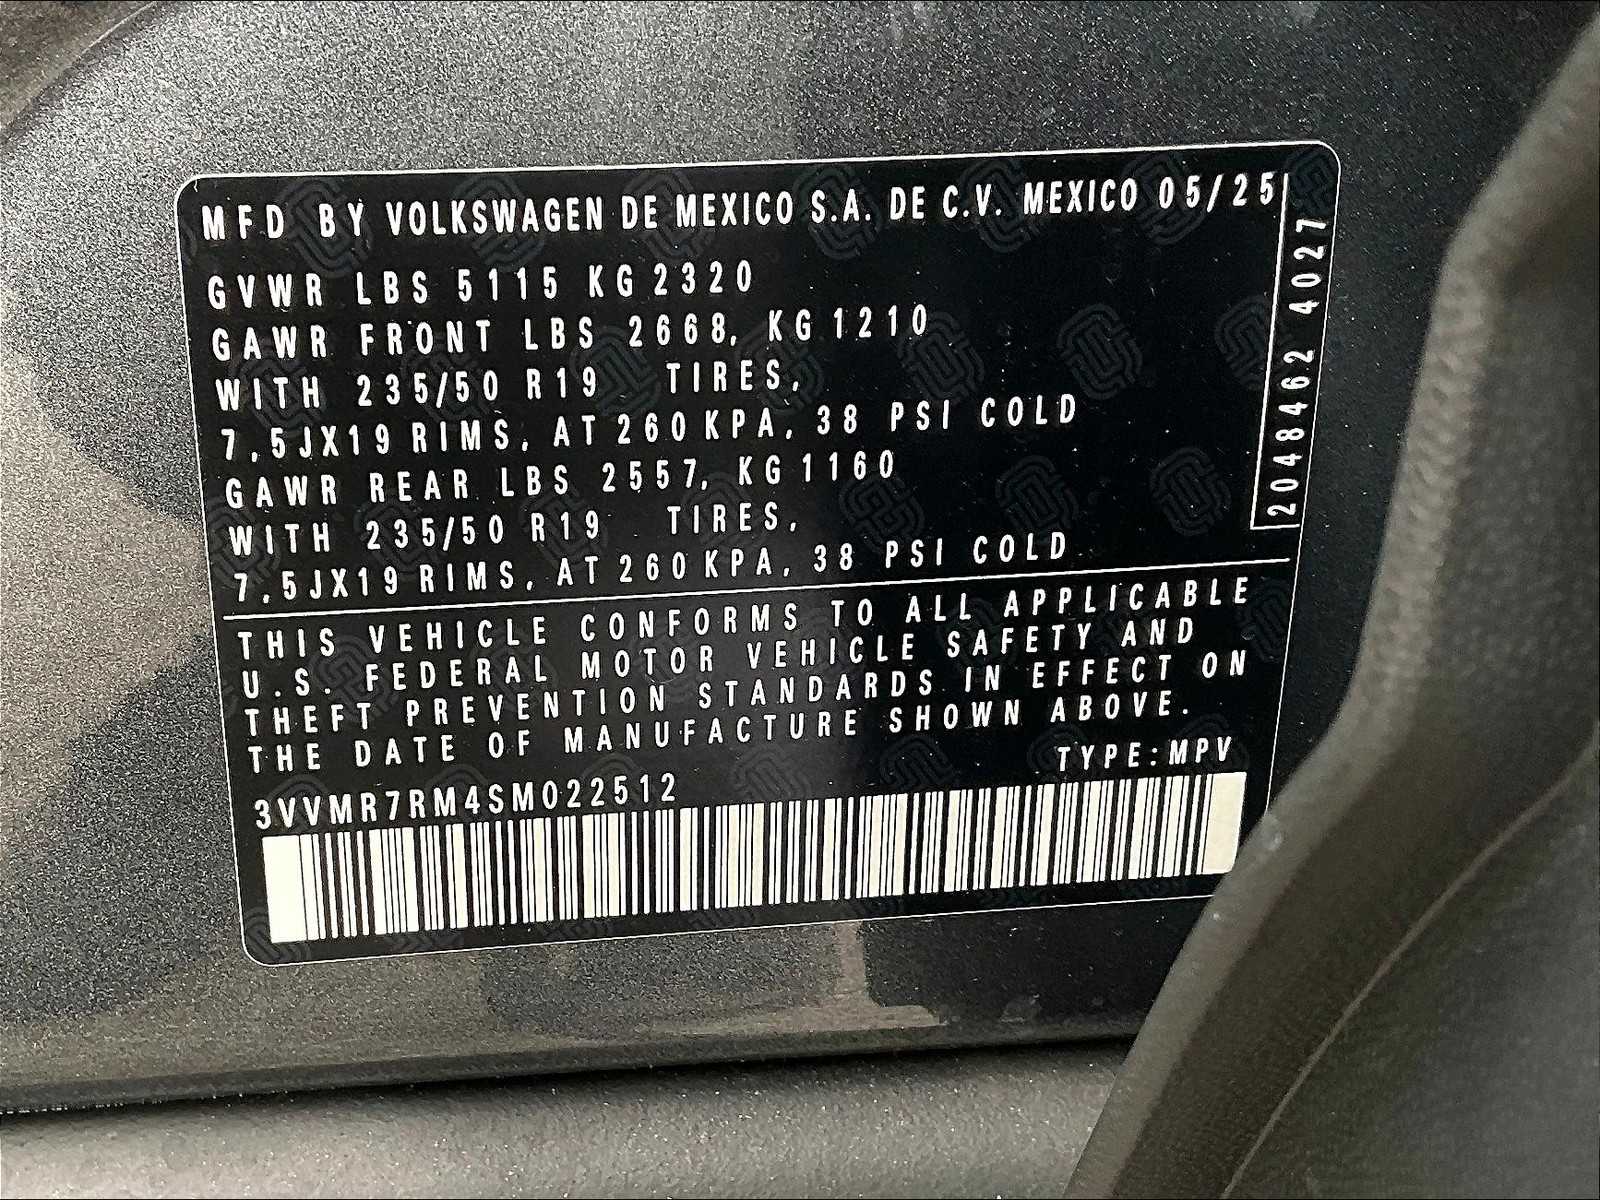 MFD BY VOLKSWAGEN DE MEXICO S.A. DE C.V. MEXICO 05/25
GVWR LBS 5115 KG 2320
GAWR FRONT LBS 2668, KG 1210
WITH 235/50 R19 TIRES,
7,5JX19 RIMS, AT 260 KPA, 38 PSI COLD
GAWR REAR LBS 2557, KG 1160
WITH 235/50 R19 TIRES,
7,5JX19 RIMS, AT 260 KPA, 38 PSI COLD
2048462 4027
THIS VEHICLE CONFORMS TO ALL APPLICABLE
U.S. FEDERAL MOTOR VEHICLE SAFETY AND
THEFT PREVENTION STANDARDS IN EFFECT ON
THE DATE OF MANUFACTURE SHOWN ABOVE.
TYPE:MPV
3VVMR7RM4SM022512